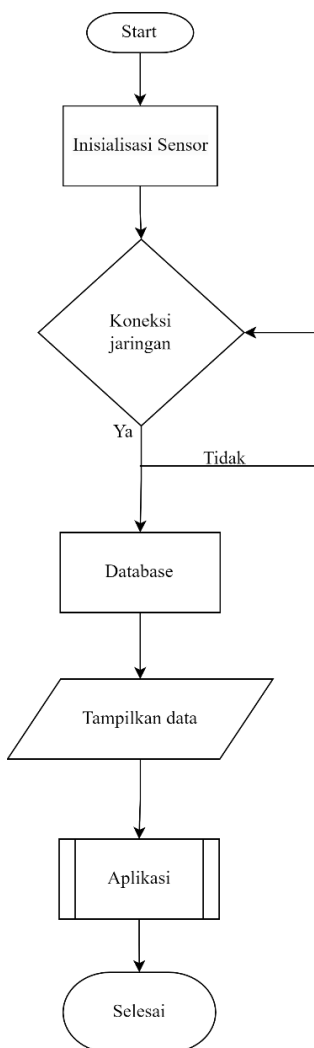 Start
Inisialisasi Sensor
Koneksi
jaringan
Ya
Tidak
Database
Tampilkan data
Aplikasi
Selesai